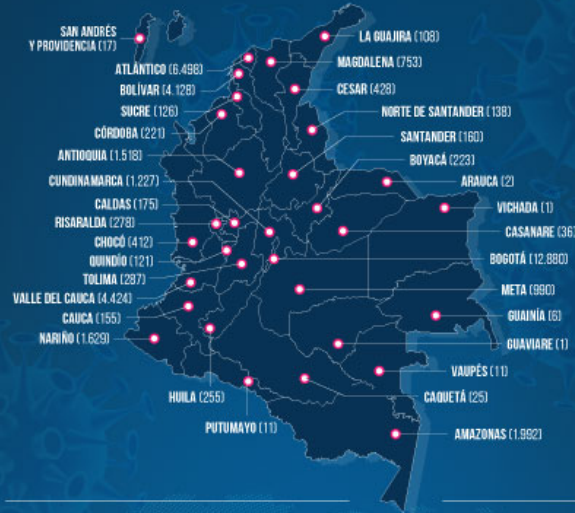 SAN ANDRÉS
Y PROVIDENCIA (17)
ATLÁNTICO (6.498)
BOLÍVAR (4.128)
SUCRE (126)
CÓRDOBA (221)
ANTIOQUIA (1.518)
CUNDINAMARCA (1.227)
CALDAS (175)
RISARALDA (278)
CHOCÓ (412)
QUINDÍO (121)
TOLIMA (287)
VALLE DEL CAUCA (4.424)
CAUCA (155)
NARIÑO (1.629)
HUILA (255)
PUTUMAYO (11)
LA GUAJIRA (108)
MAGDALENA (753)
CESAR (428)
NORTE DE SANTANDER (138)
SANTANDER (160)
BOYACÁ (223)
ARAUCA (2)
VICHADA (1)
CASANARE (36)
BOGOTÁ (12.880)
META (990)
GUAINÍA (6)
GUAVIARE (1)
VAUPÉS (11)
CAQUETÁ (25)
AMAZONAS (1.992)